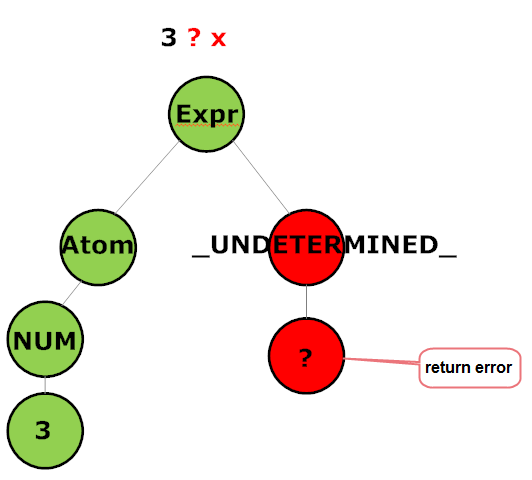 3 ? x
Expr
Atom
_UNDETERMINED_
NUM
?
return error
3